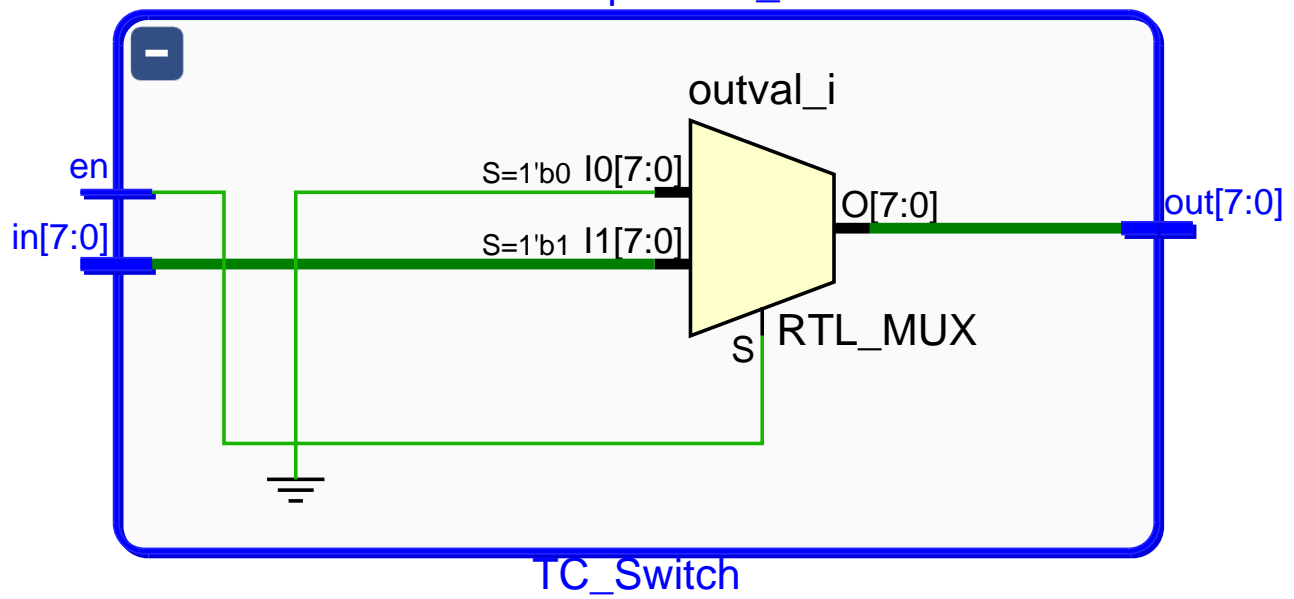 outval_i
en
S=1'b0 I0[7:0]
in[7:0]
S=1'b1 I1[7:0]
O[7:0]
out[7:0]
S
RTL_MUX
TC_Switch